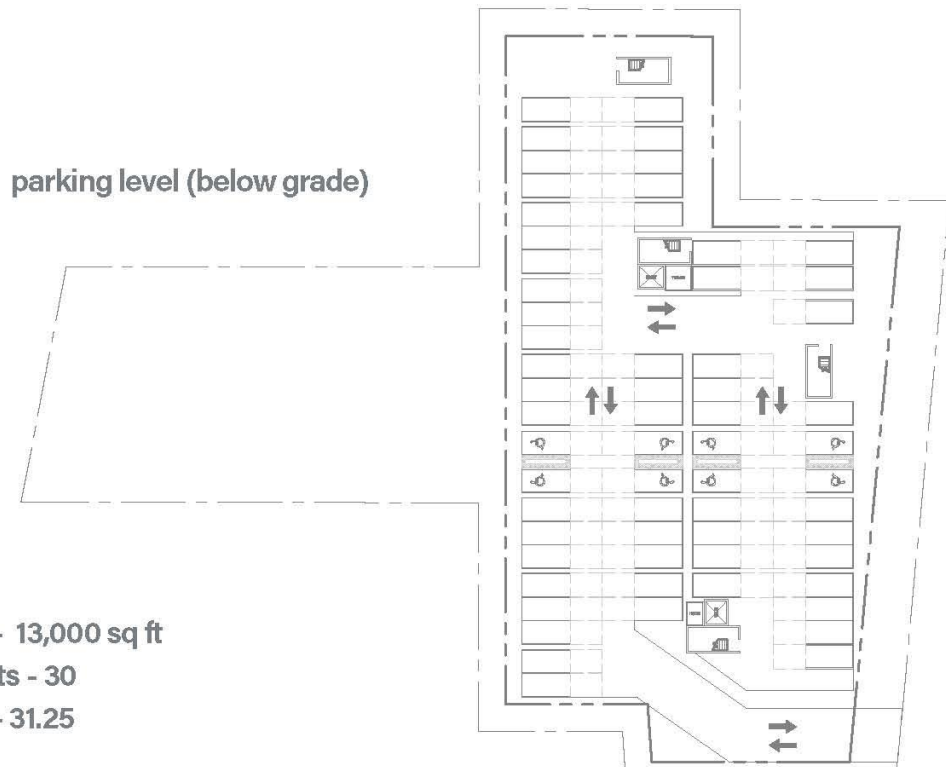 parking level (below grade)
- 13,000 sq ft
ts - 30
- 31.25